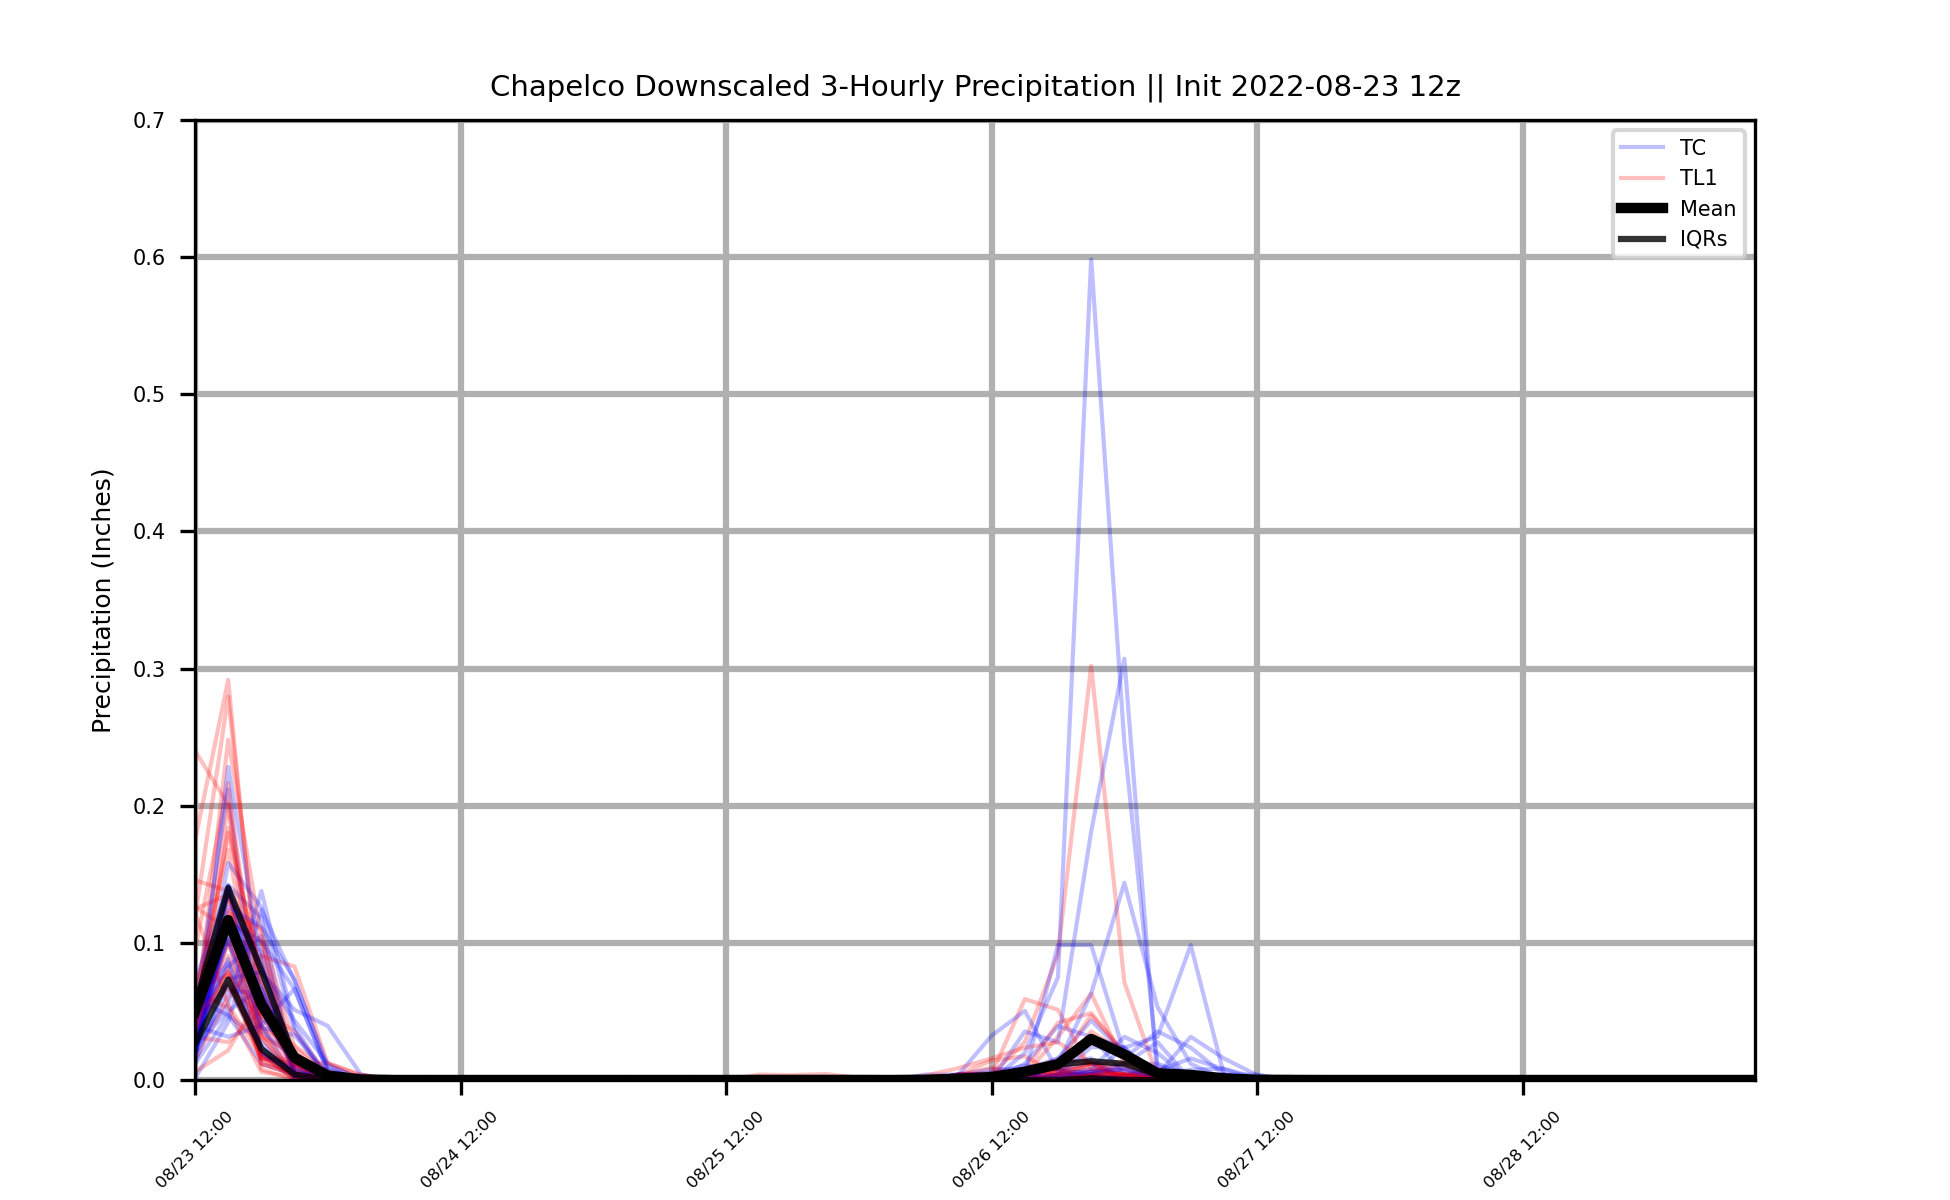 Chapelco Downscaled 3-Hourly Precipitation || Init 2022-08-23 12z
TC
TL1
Mean
IQRs
Precipitation (Inches)
0.7
0.6
0.5
0.4
0.3
0.2
0.1
0.0
08/23 12:00
08/24 12:00
08/25 12:00
08/26 12:00
08/27 12:00
08/28 12:00